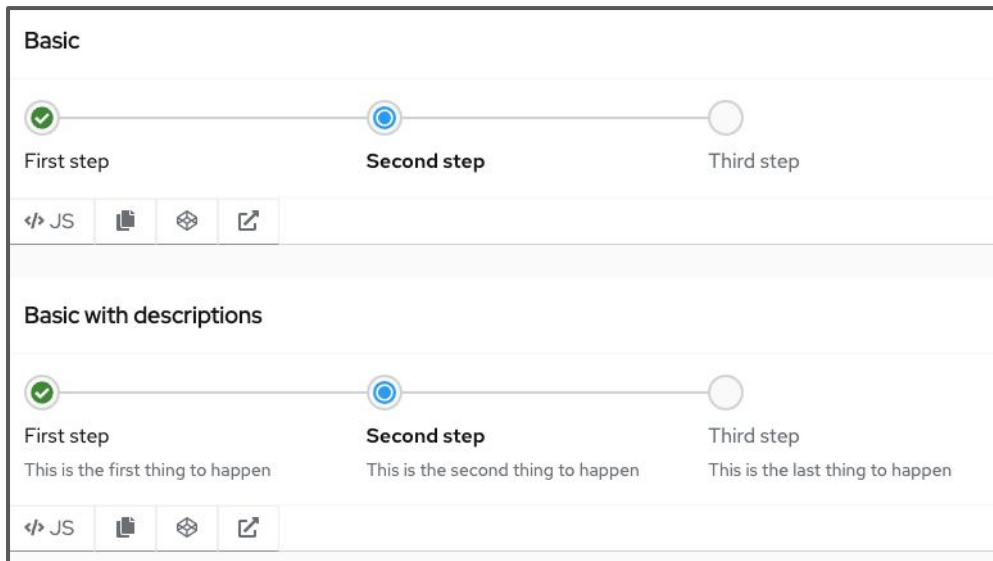 Basic
First step Second step Third step
</> JS
Basic with descriptions
First step Second step Third step
This is the first thing to happen This is the second thing to happen This is the last thing to happen
</> JS